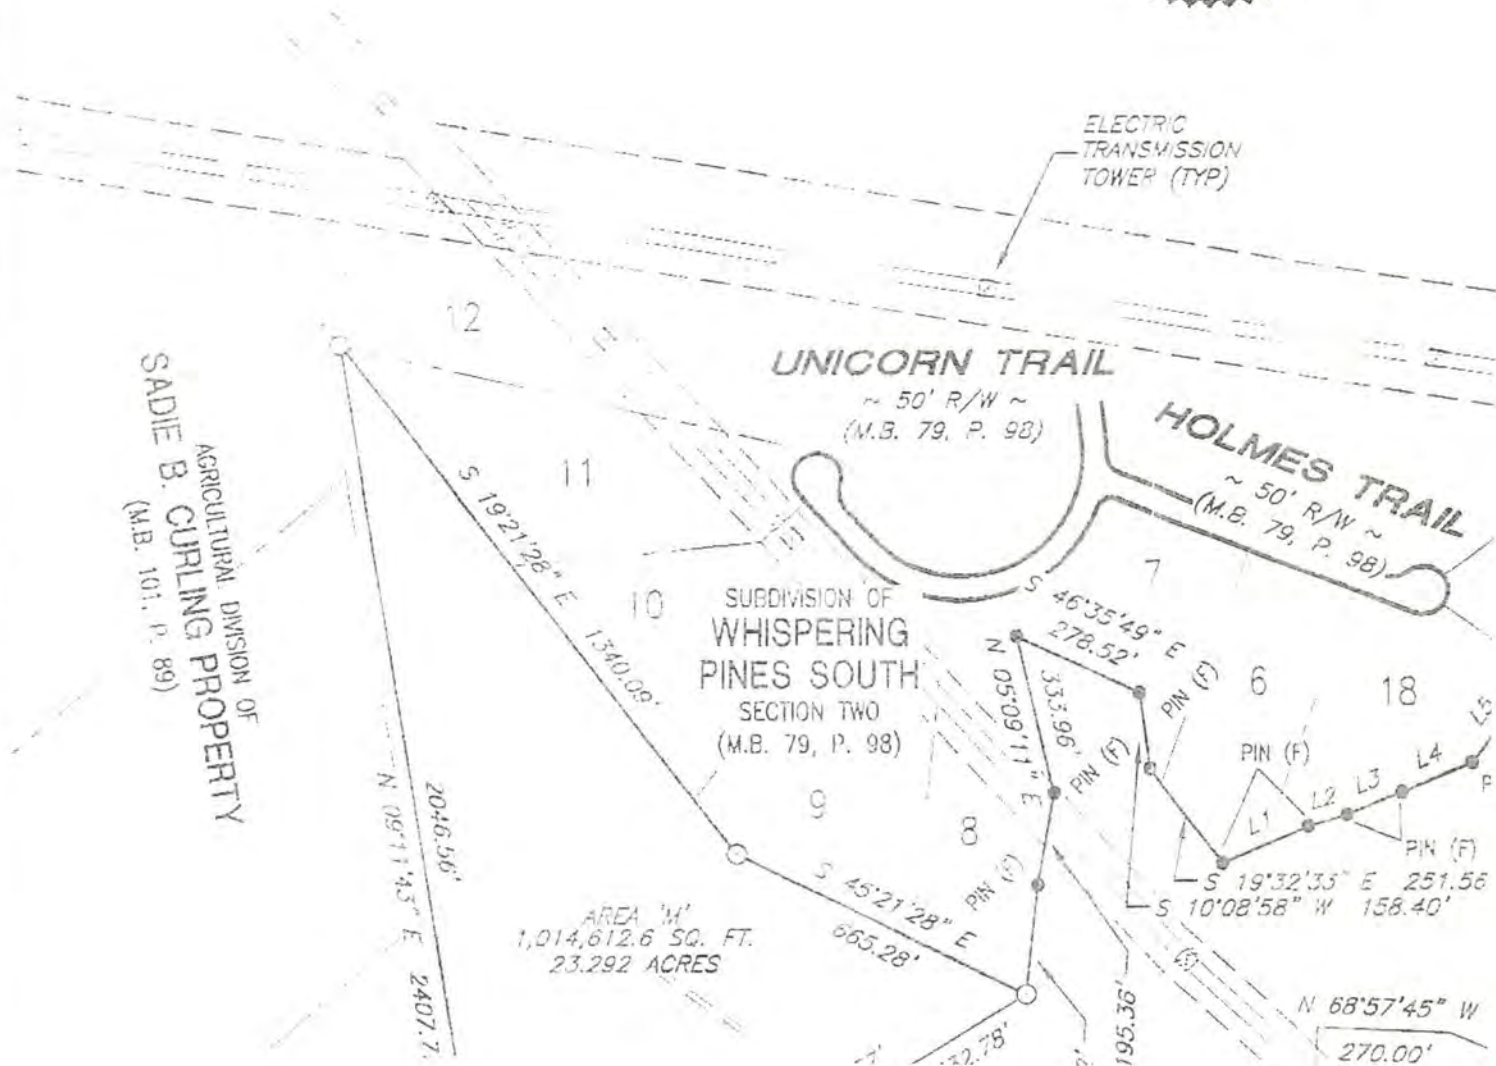 ELECTRIC
TRANSMISSION
TOWER (TYP)
12
UNICORN TRAIL
~ 50' R/W ~
(M.B. 79, P. 98)
HOLMES TRAIL
~ 50' R/W ~
(M.B. 79, P. 98)
AGRICULTURAL DIVISION OF
SADIE B. CURLING PROPERTY
(M.B. 101, P. 89)
11
S 19°21'28" E 1340.09'
10
SUBDIVISION OF
WHISPERING
PINES SOUTH
SECTION TWO
(M.B. 79, P. 98)
7
S 46°35'49" E
278.52'
N 05°09'11" E
333.96'
PIN (F)
PIN (F)
6
18
PIN (F)
L1
L2
L3
L4
L5
PIN (F)
P
S 19°32'33" E 251.56
S 10°08'58" W 158.40'
9
8
PIN (F)
S 45°21'28" E
665.28'
2046.56'
N 09°11'43" E 2407.7
AREA 'M'
1,014,612.6 SQ. FT.
23.292 ACRES
195.36'
32.78'
N 68°57'45" W
270.00'